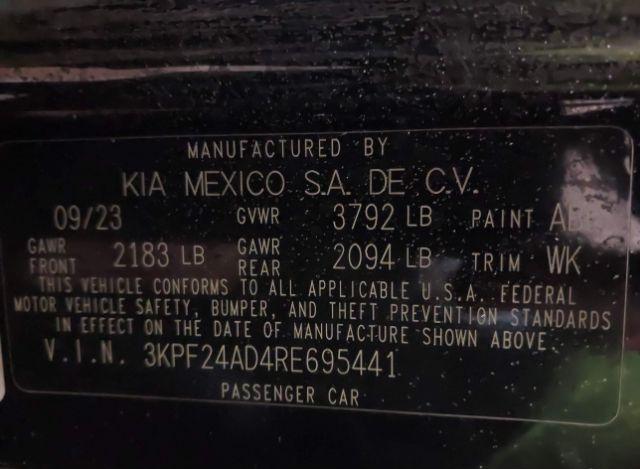 MANUFACTURED BY
KIA MEXICO S.A. DE C.V.
09/23 GVWR 3792 LB PAINT
GAWR FRONT 2183 LB GAWR REAR 2094 LB TRIM WK
THIS VEHICLE CONFORMS TO ALL APPLICABLE U.S.A. FEDERAL
MOTOR VEHICLE SAFETY, BUMPER, AND THEFT PREVENTION STANDARDS
IN EFFECT ON THE DATE OF MANUFACTURE SHOWN ABOVE.
V.I.N. 3KPF24AD4RE695441
PASSENGER CAR